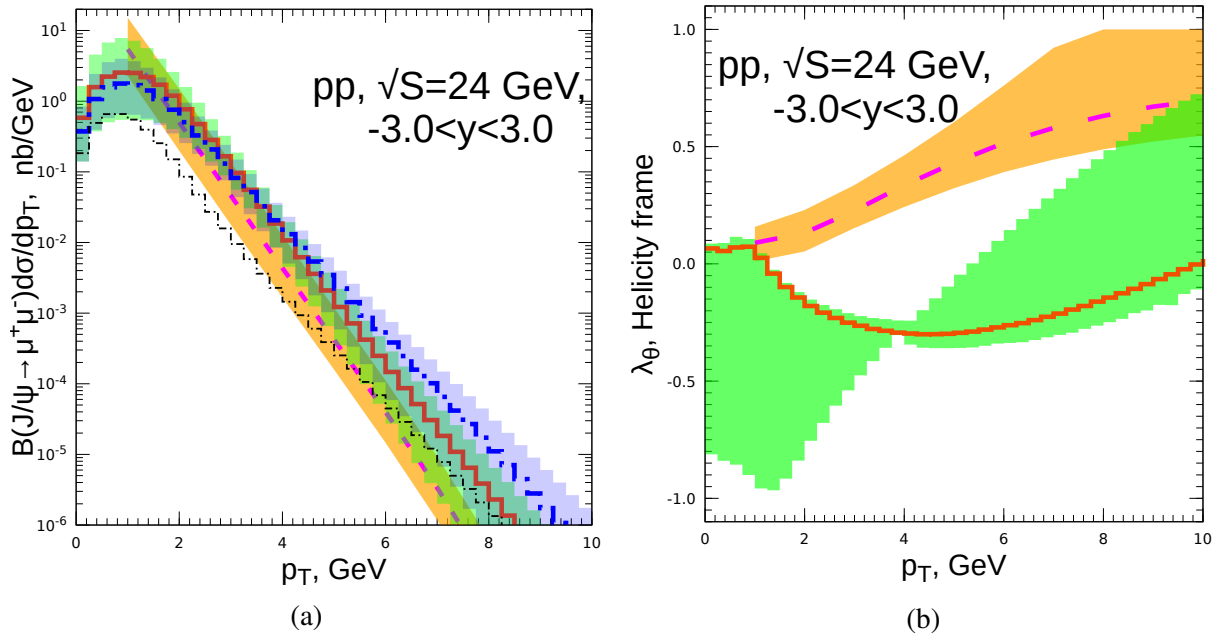 10¹
10⁰
10⁻¹
10⁻²
10⁻³
10⁻⁴
10⁻⁵
10⁻⁶
B(J/ψ→ μ⁺μ⁻)dσ/dp_T, nb/GeV
pp, √S=24 GeV,
-3.0<y<3.0
0 2 4 6 8 10
p_T, GeV
(a)
1.0
0.5
0.0
-0.5
-1.0
λ_θ, Helicity frame
pp, √S=24 GeV,
-3.0<y<3.0
0 2 4 6 8 10
p_T, GeV
(b)